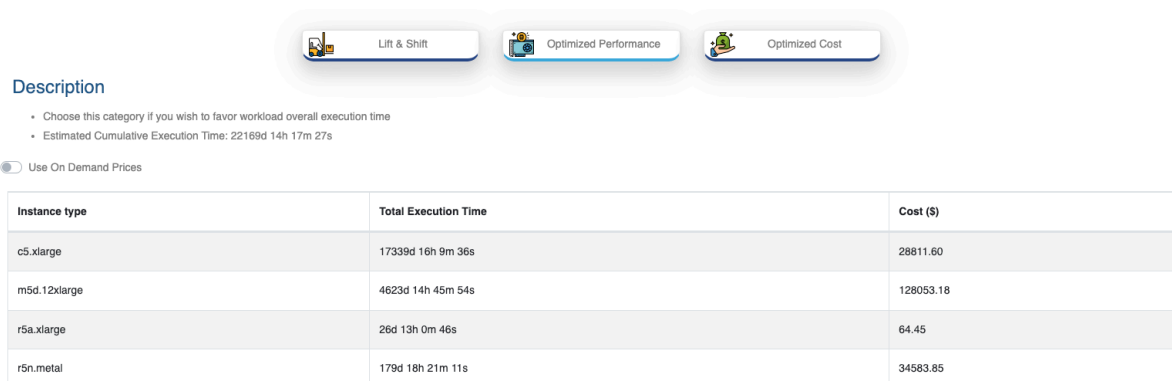 Lift & Shift
Optimized Performance
Optimized Cost
Description
Choose this category if you wish to favor workload overall execution time
Estimated Cumulative Execution Time: 22169d 14h 17m 27s
Use On Demand Prices
Instance type Total Execution Time Cost ($)
c5.xlarge 17339d 16h 9m 36s 28811.60
m5d.12xlarge 4623d 14h 45m 54s 128053.18
r5a.xlarge 26d 13h 0m 46s 64.45
r5n.metal 179d 18h 21m 11s 34583.85